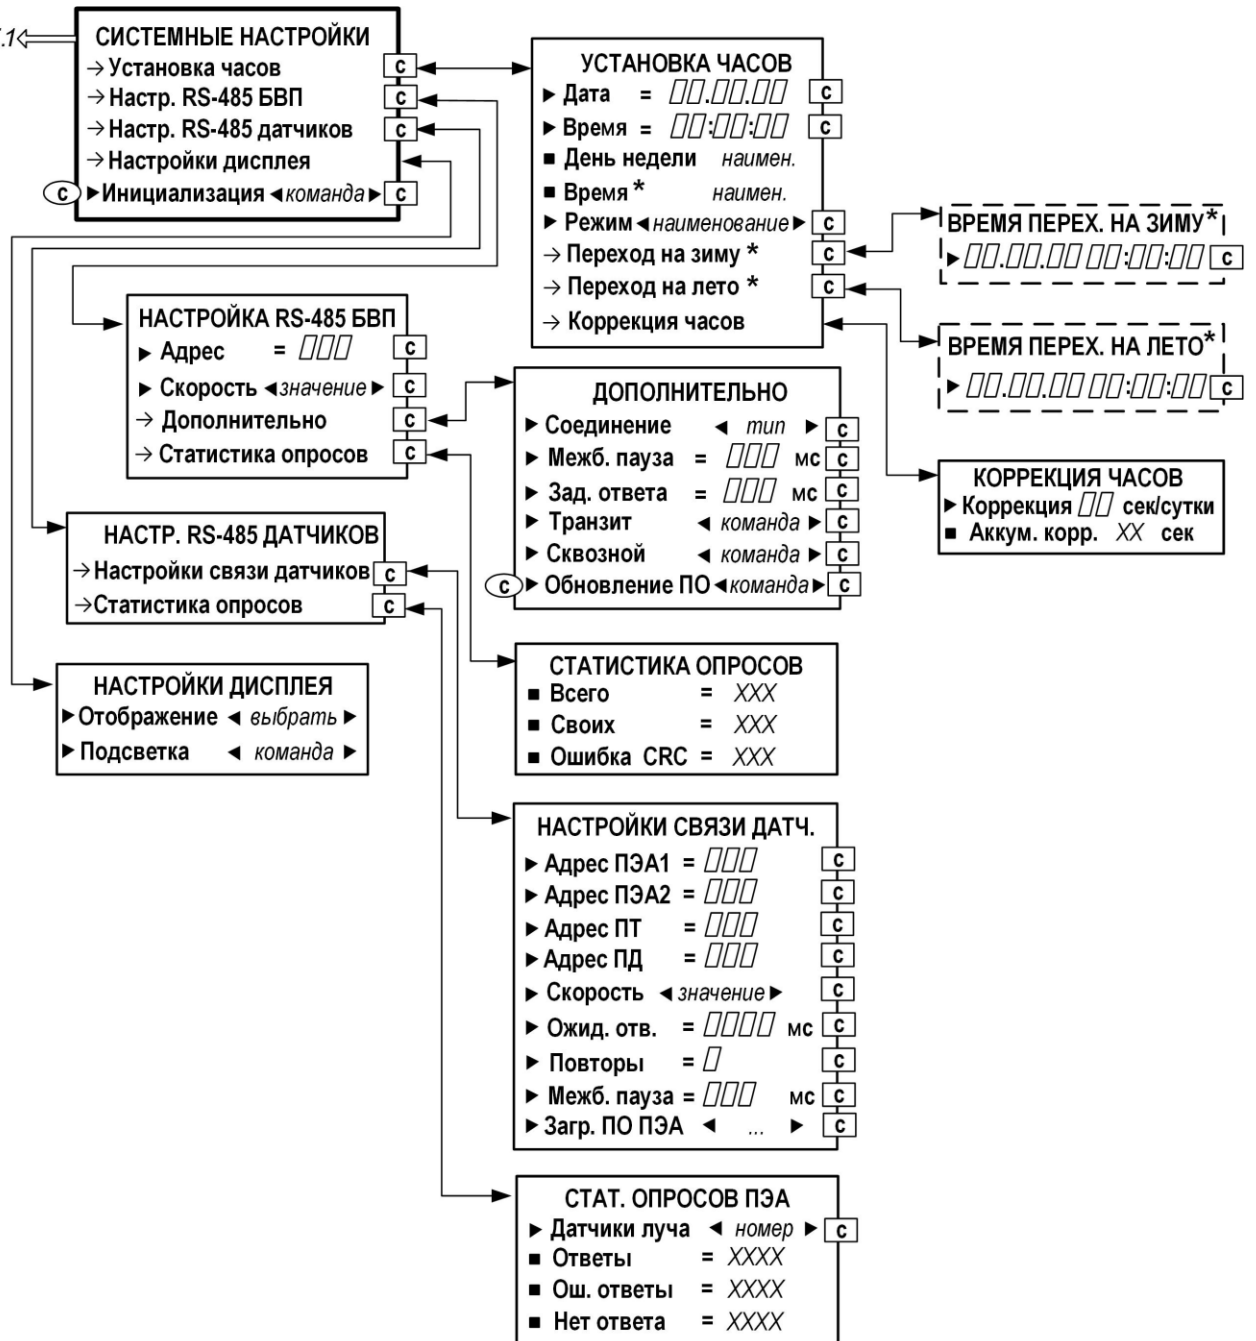 .1
СИСТЕМНЫЕ НАСТРОЙКИ
→ Установка часов C
→ Настр. RS-485 БВП C
→ Настр. RS-485 датчиков C
→ Настройки дисплея
C ▶ Инициализация ◀ команда ▶ C
УСТАНОВКА ЧАСОВ
▶ Дата = 00.00.00 C
▶ Время = 00:00:00 C
■ День недели наимен.
■ Время * наимен.
▶ Режим ◀ наименование ▶ C
→ Переход на зиму * C
→ Переход на лето * C
→ Коррекция часов
ВРЕМЯ ПЕРЕХ. НА ЗИМУ*
▶ 00.00.00 00:00:00 C
ВРЕМЯ ПЕРЕХ. НА ЛЕТО*
▶ 00.00.00 00:00:00 C
КОРРЕКЦИЯ ЧАСОВ
▶ Коррекция 00 сек/сутки
■ Аккум. корр. XX сек
НАСТРОЙКА RS-485 БВП
▶ Адрес = 000 C
▶ Скорость ◀ значение ▶ C
→ Дополнительно C
→ Статистика опросов C
ДОПОЛНИТЕЛЬНО
▶ Соединение ◀ тип ▶ C
▶ Межб. пауза = 000 мс C
▶ Зад. ответа = 000 мс C
▶ Транзит ◀ команда ▶ C
▶ Сквозной ◀ команда ▶ C
C ▶ Обновление ПО ◀ команда ▶ C
НАСТР. RS-485 ДАТЧИКОВ
→ Настройки связи датчиков C
→ Статистика опросов C
СТАТИСТИКА ОПРОСОВ
■ Всего = XXX
■ Своих = XXX
■ Ошибка CRC = XXX
НАСТРОЙКИ ДИСПЛЕЯ
▶ Отображение ◀ выбрать ▶
▶ Подсветка ◀ команда ▶
НАСТРОЙКИ СВЯЗИ ДАТЧ.
▶ Адрес ПЭА1 = 000 C
▶ Адрес ПЭА2 = 000 C
▶ Адрес ПТ = 000 C
▶ Адрес ПД = 000 C
▶ Скорость ◀ значение ▶ C
▶ Ожид. отв. = 0000 мс C
▶ Повторы = 0 C
▶ Межб. пауза = 000 мс C
▶ Загр. ПО ПЭА ◀ ... ▶ C
СТАТ. ОПРОСОВ ПЭА
▶ Датчики луча ◀ номер ▶ C
■ Ответы = XXXX
■ Ош. ответы = XXXX
■ Нет ответа = XXXX